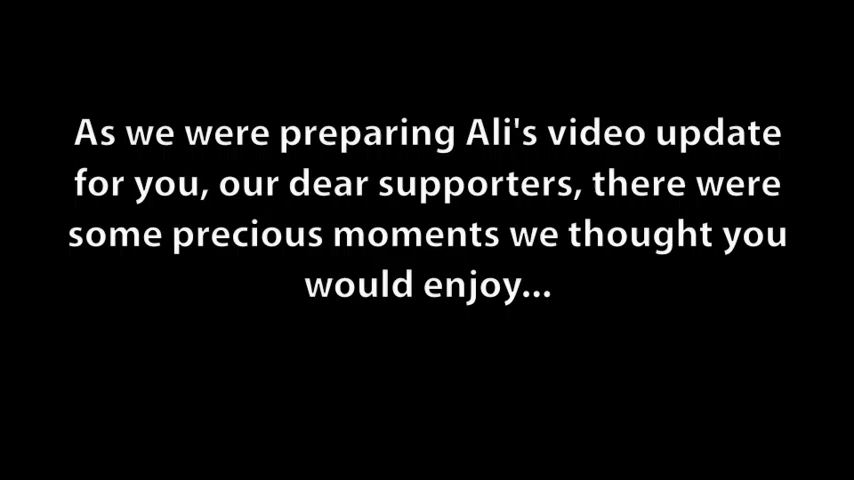 As we were preparing Ali's video update
for you, our dear supporters, there were
some precious moments we thought you
would enjoy...